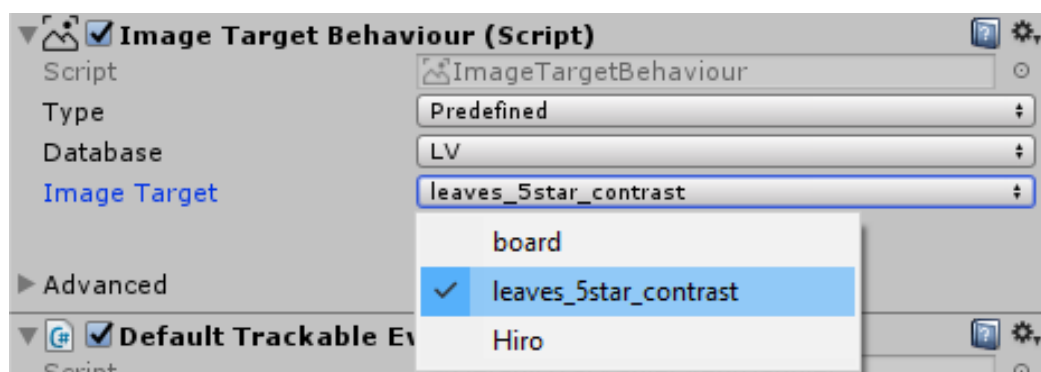 Image Target Behaviour (Script)
Script ImageTargetBehaviour
Type Predefined
Database LV
Image Target leaves_5star_contrast
board
Advanced
leaves_5star_contrast
Default Trackable Ev
Hiro
Script